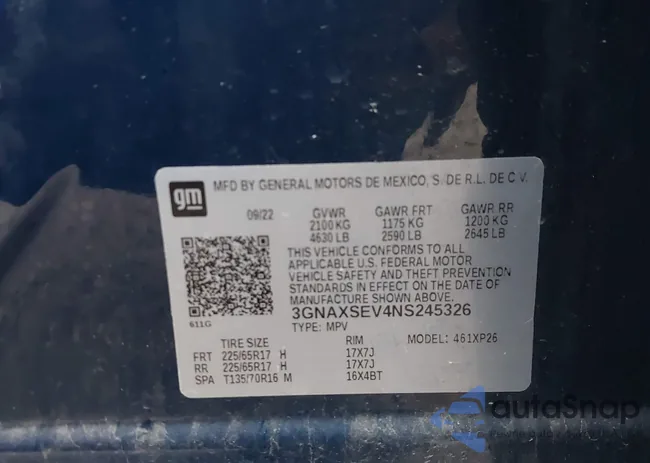 gm
MFD BY GENERAL MOTORS DE MEXICO, S. DE R.L. DE C V.
09/22 GVWR GAWR FRT GAWR RR
2100 KG 1175 KG 1200 KG
4630 LB 2590 LB 2645 LB
THIS VEHICLE CONFORMS TO ALL
APPLICABLE U.S. FEDERAL MOTOR
VEHICLE SAFETY AND THEFT PREVENTION
STANDARDS IN EFFECT ON THE DATE OF
MANUFACTURE SHOWN ABOVE.
611G
3GNAXSEV4NS245326
TYPE: MPV MODEL: 461XP26
TIRE SIZE RIM
FRT 225/65R17 H 17X7J
RR 225/65R17 H 17X7J
SPA T135/70R16 M 16X4BT
autoSnap